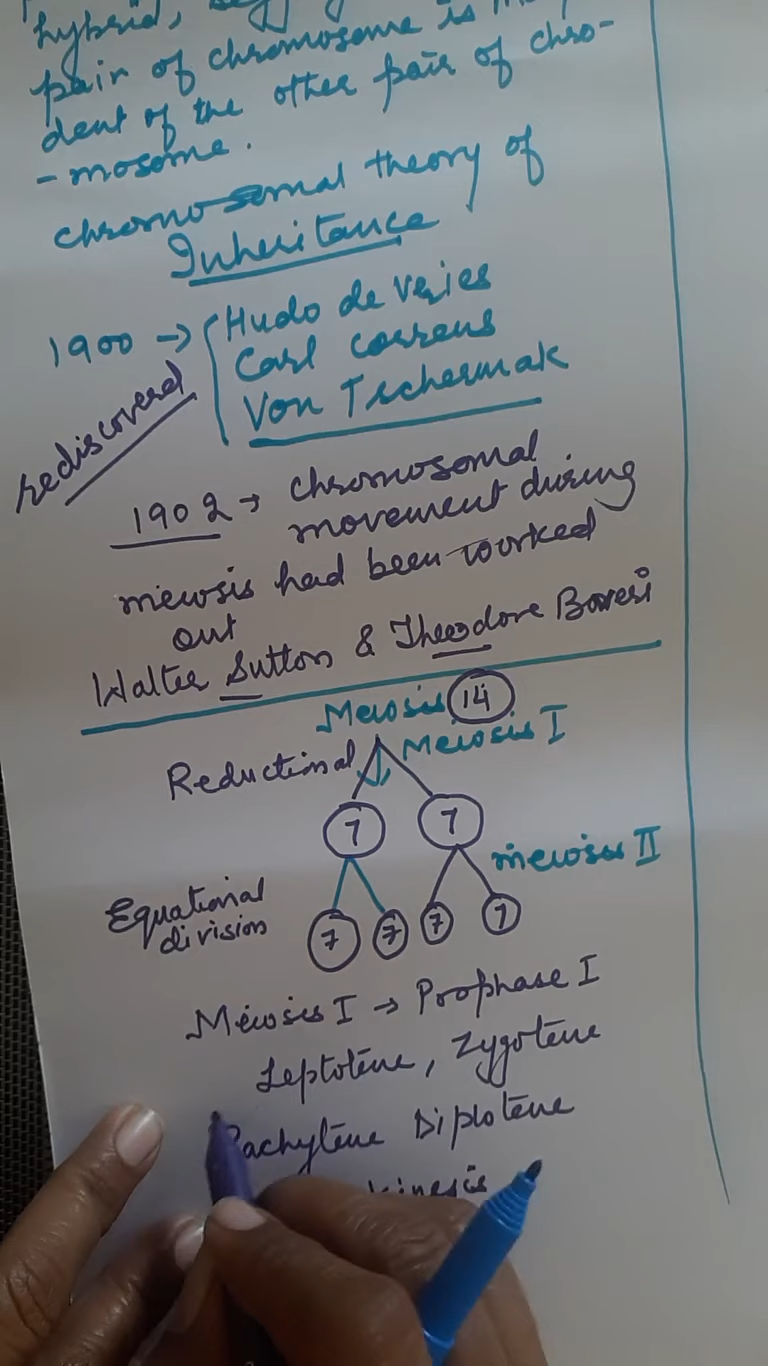 hybrid,
pair of chromosome is
dent of the other pair of chro-
-mosome.
chromosomal theory of
Inheritance
1900 → Hudo de Veries
Carl Correns
Von Tschermak
rediscovered
1902 → chromosomal
movement during
meiosis had been worked
out
Walter Sutton & Theodore Boveri
Meiosis 14
Reductional Meiosis I
7 7
meiosis II
Equational
division
7 7 7 7
Meiosis I → Prophase I
Leptotene, Zygotene
Pachytene Diplotene
kinesis